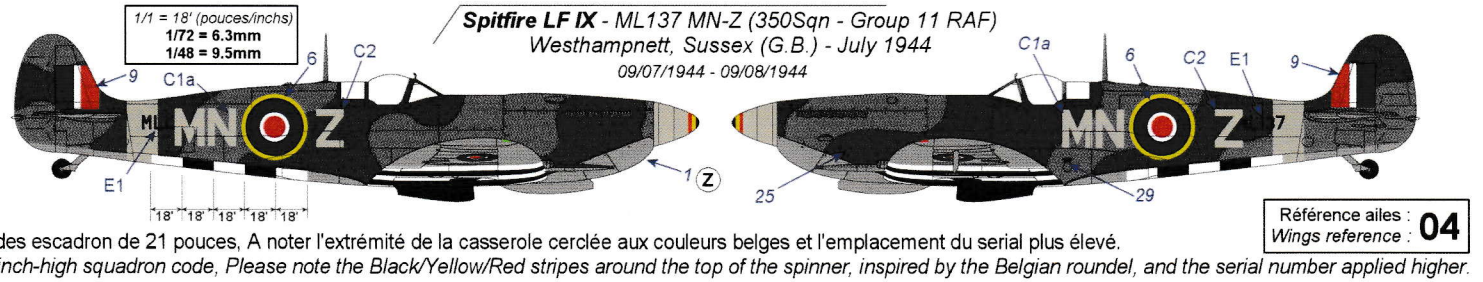 1/1 = 18' (pouces/inchs)
1/72 = 6.3mm
1/48 = 9.5mm
Spitfire LF IX - ML137 MN-Z (350Sqn - Group 11 RAF)
Westhampnett, Sussex (G.B.) - July 1944
09/07/1944 - 09/08/1944
9
C1a
6
C2
ML
MN
Z
E1
1
Z
18' 18' 18' 18' 18'
C1a
6
C2
E1
9
MN
Z
37
25
29
Référence ailes :
Wings reference :
04
des escadron de 21 pouces, A noter l'extrémité de la casserole cerclée aux couleurs belges et l'emplacement du serial plus élevé.
inch-high squadron code, Please note the Black/Yellow/Red stripes around the top of the spinner, inspired by the Belgian roundel, and the serial number applied higher.